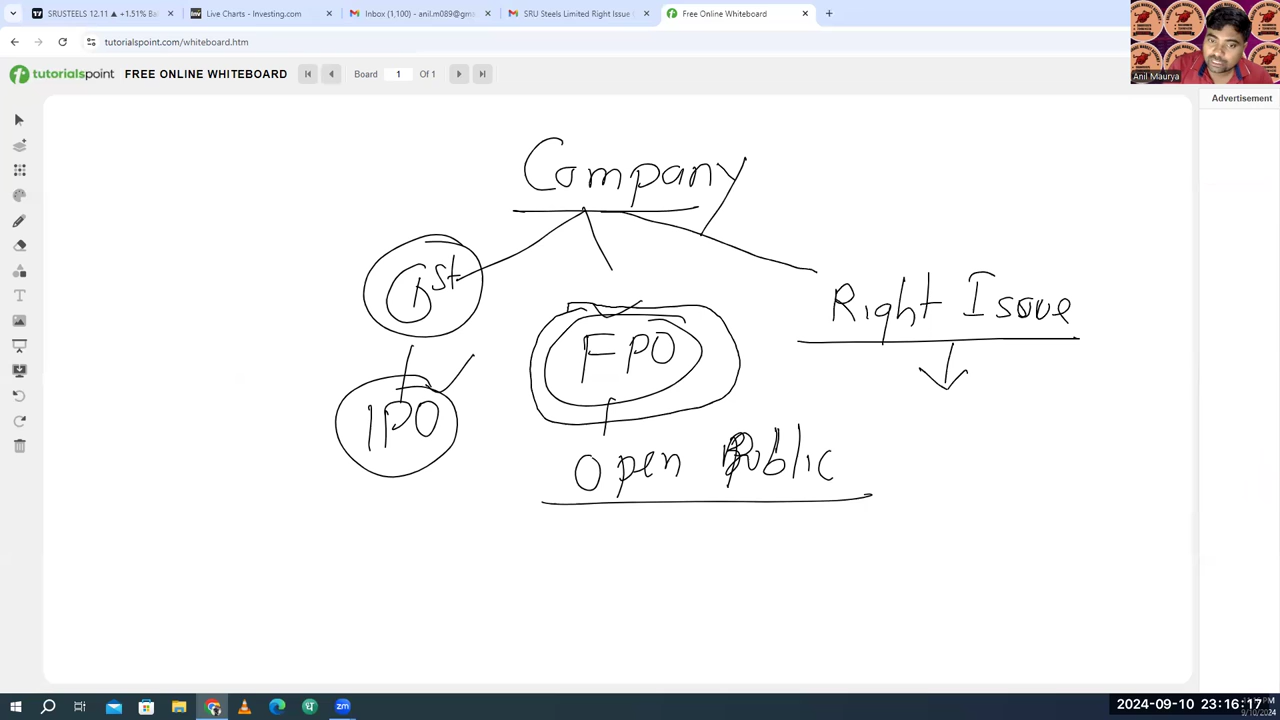 SRUSTEELS 12.11 ▲ +1.51% Ba
Live Charts - Investing.com
Inbox (1,100) - anil.m089@gm
SRU Steels Limited Right Issue
Free Online Whiteboard
tutorialspoint.com/whiteboard.htm
tutorialspoint
FREE ONLINE WHITEBOARD
Board 1 Of 1
Anil Maurya
Advertisement
Company
1st
Right Issue
FPO
IPO
Open Public
zm
2024-09-10 23:16:17